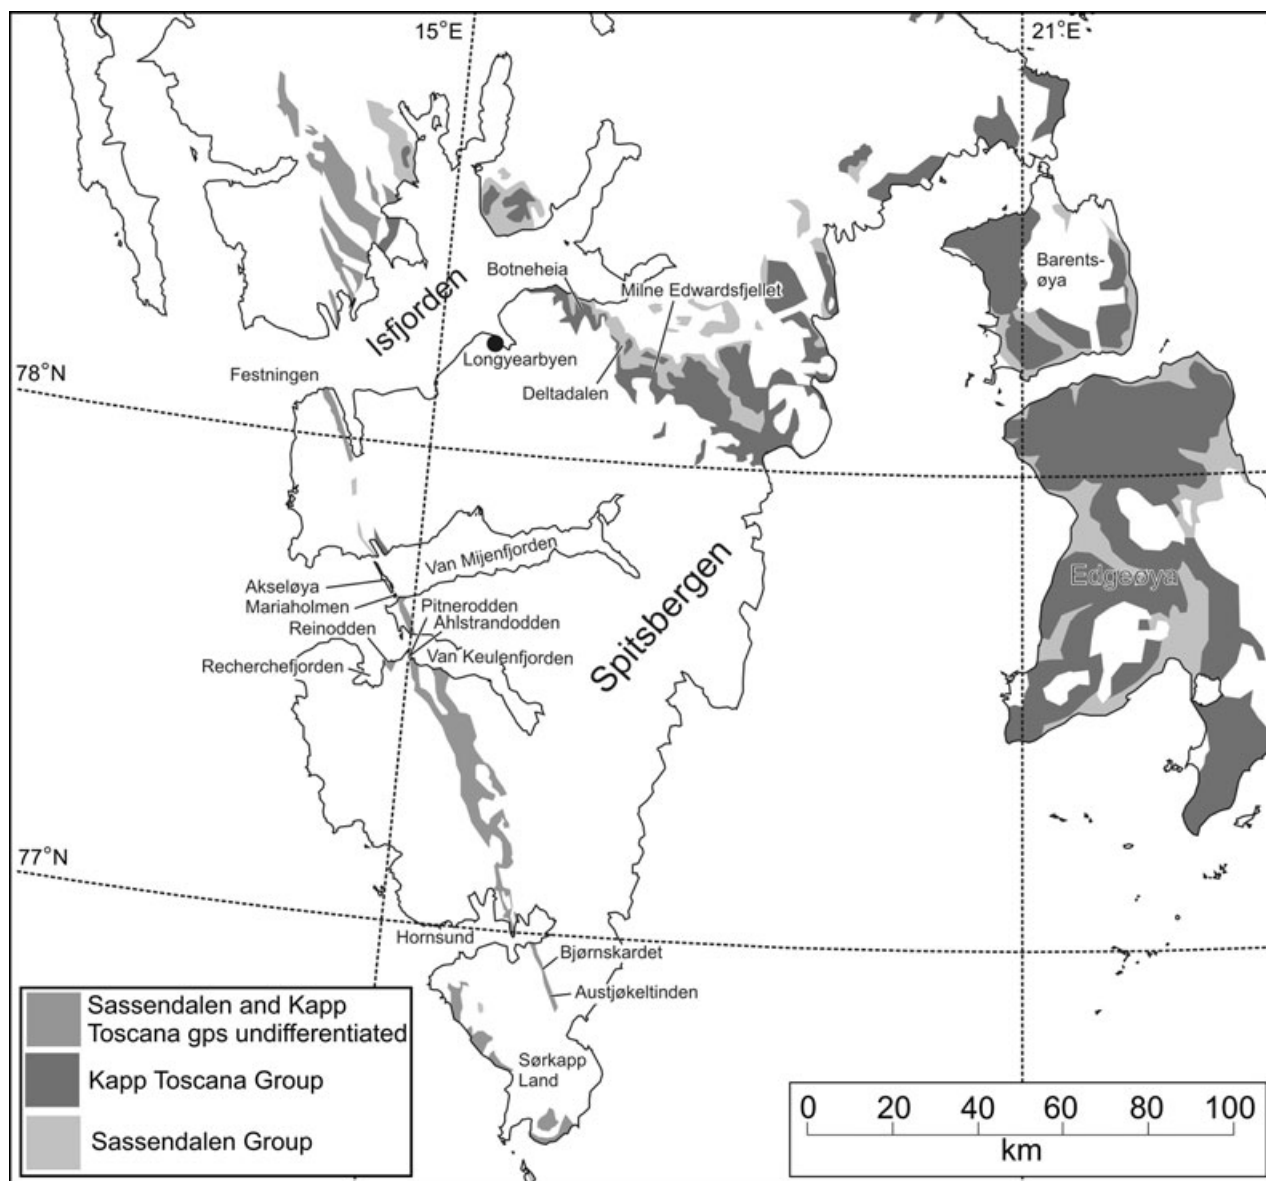 15°E
21°E
Barents-
øya
Botneheia
Milne Edwardsfjellet
Isfjorden
Longyearbyen
Festningen
78°N
Deltadalen
Van Mijenfjorden
Akseløya
Mariaholmen
Pitnerodden
Ahlstrandodden
Reinodden
Van Keulenfjorden
Recherchefjorden
Spitsbergen
Edgeøya
77°N
Hornsund
Bjørnskardet
Austjøkeltinden
Sørkapp
Land
Sassendalen and Kapp
Toscana gps undifferentiated
Kapp Toscana Group
Sassendalen Group
0 20 40 60 80 100
km